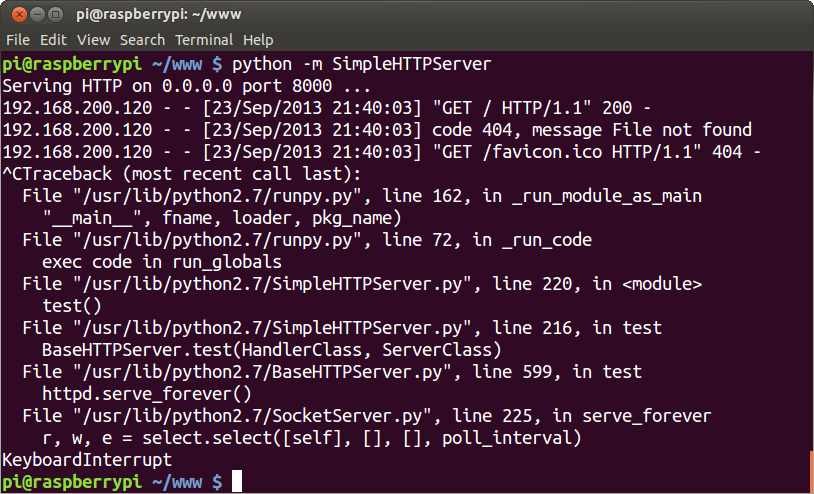 pi@raspberrypi: ~/www
File Edit View Search Terminal Help
pi@raspberrypi ~/www $ python -m SimpleHTTPServer
Serving HTTP on 0.0.0.0 port 8000 ...
192.168.200.120 - - [23/Sep/2013 21:40:03] "GET / HTTP/1.1" 200 -
192.168.200.120 - - [23/Sep/2013 21:40:03] code 404, message File not found
192.168.200.120 - - [23/Sep/2013 21:40:03] "GET /favicon.ico HTTP/1.1" 404 -
^CTraceback (most recent call last):
  File "/usr/lib/python2.7/runpy.py", line 162, in _run_module_as_main
    "__main__", fname, loader, pkg_name)
  File "/usr/lib/python2.7/runpy.py", line 72, in _run_code
    exec code in run_globals
  File "/usr/lib/python2.7/SimpleHTTPServer.py", line 220, in <module>
    test()
  File "/usr/lib/python2.7/SimpleHTTPServer.py", line 216, in test
    BaseHTTPServer.test(HandlerClass, ServerClass)
  File "/usr/lib/python2.7/BaseHTTPServer.py", line 599, in test
    httpd.serve_forever()
  File "/usr/lib/python2.7/SocketServer.py", line 225, in serve_forever
    r, w, e = select.select([self], [], [], poll_interval)
KeyboardInterrupt
pi@raspberrypi ~/www $